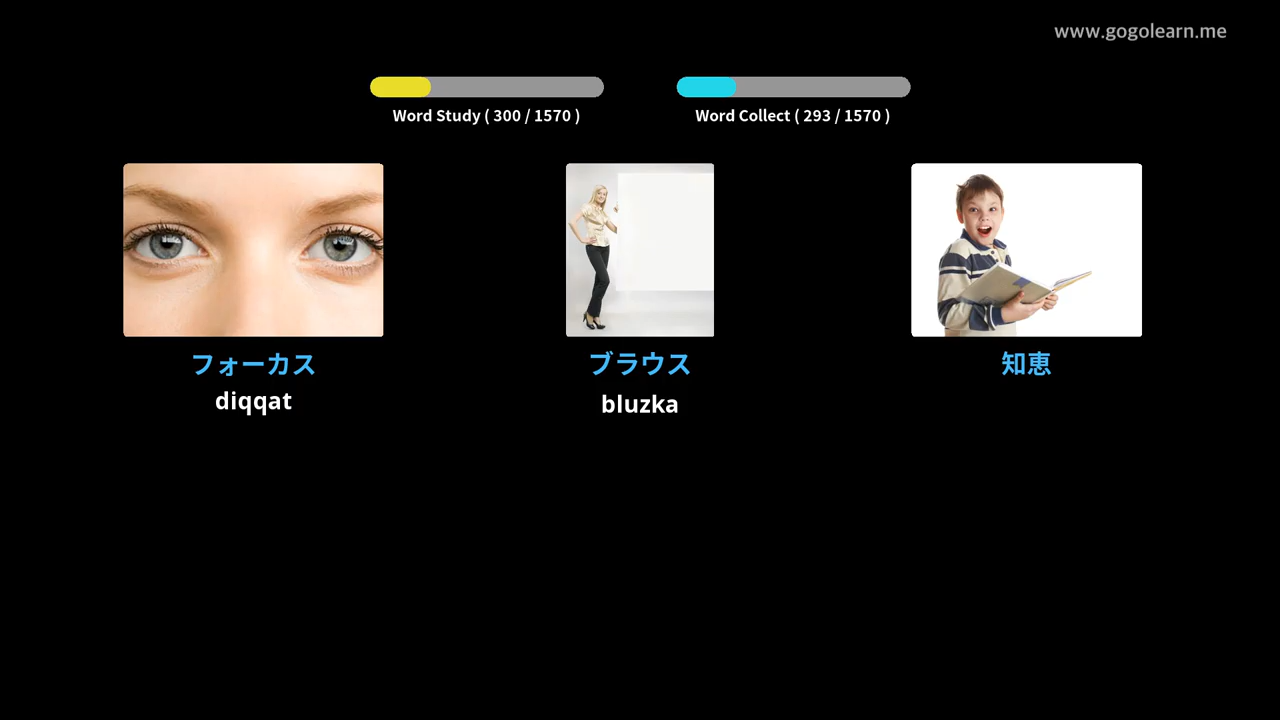 www.gogolearn.me
Word Study ( 300 / 1570 )
Word Collect ( 293 / 1570 )
フォーカス
ブラウス
知恵
diqqat
bluzka